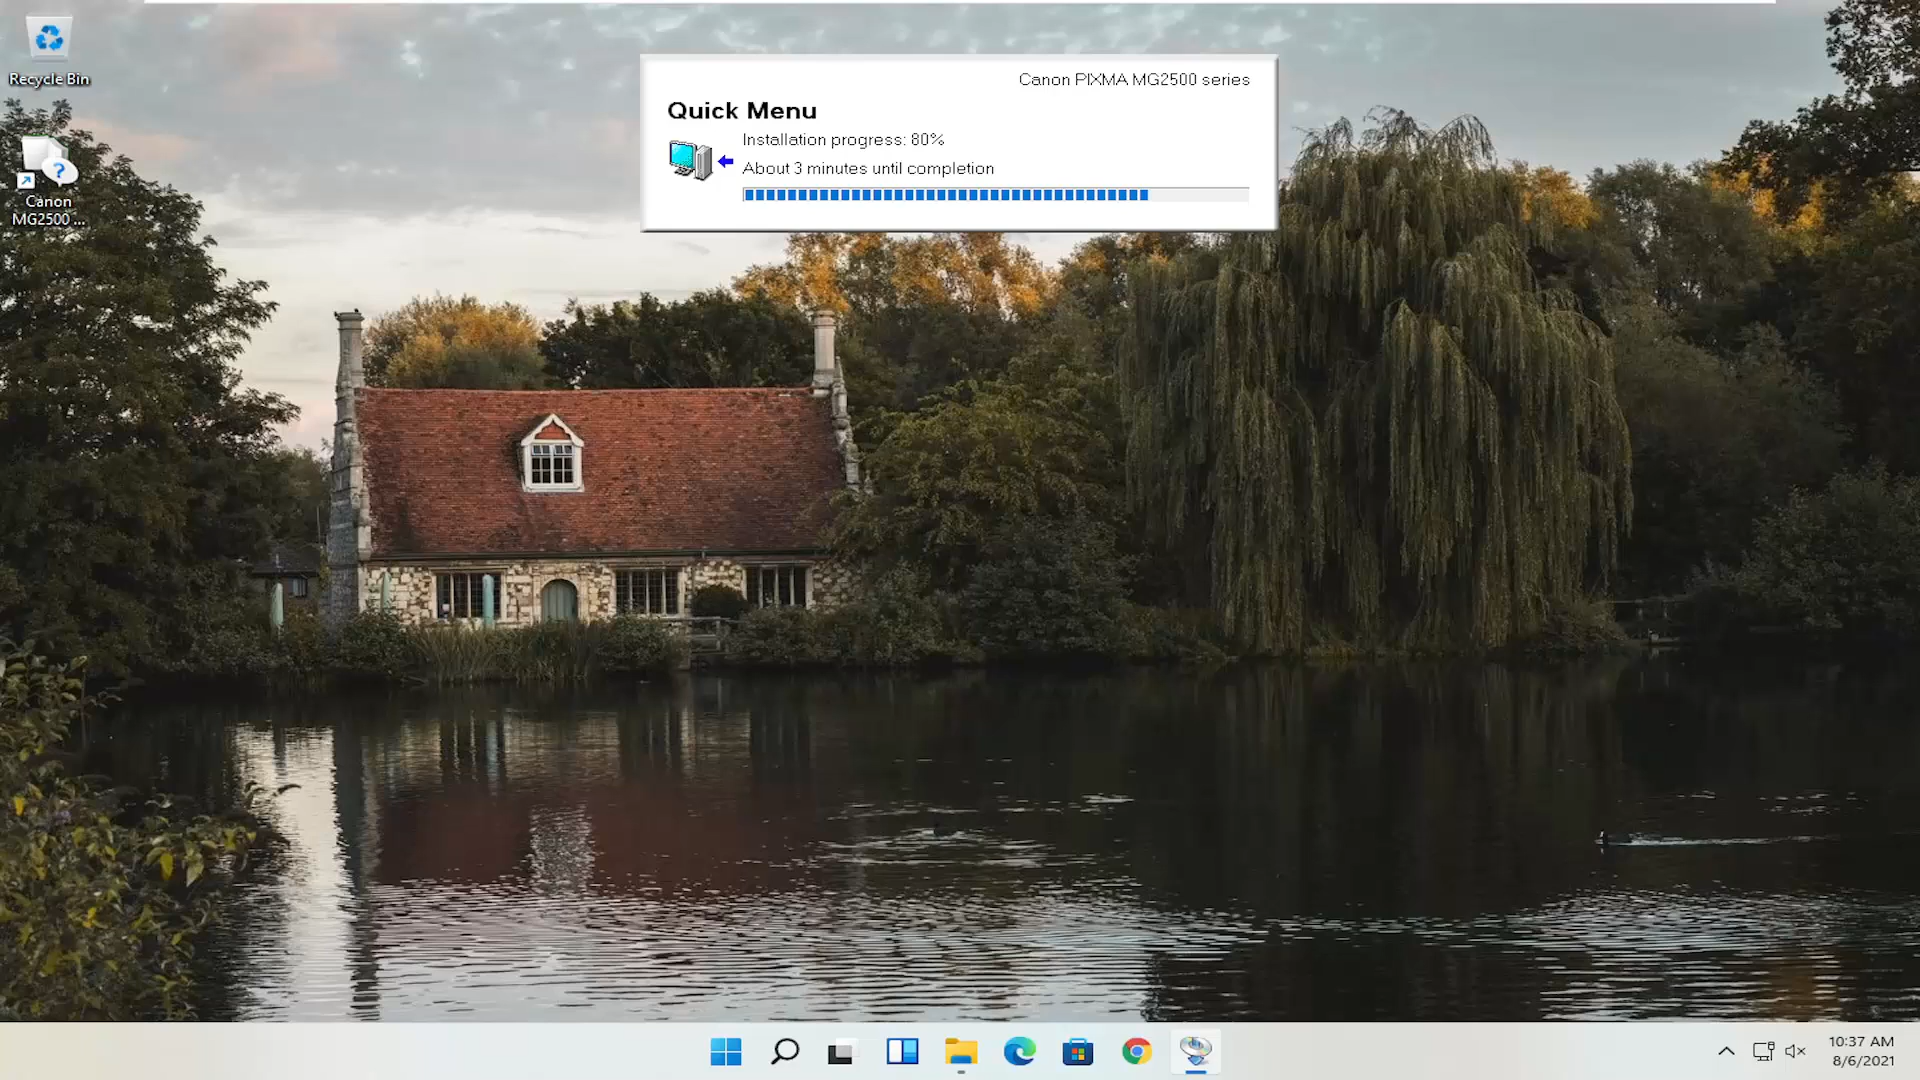 Recycle Bin
Canon
MG2500 ...
Canon PIXMA MG2500 series
Quick Menu
Installation progress: 80%
About 3 minutes until completion
10:37 AM
8/6/2021